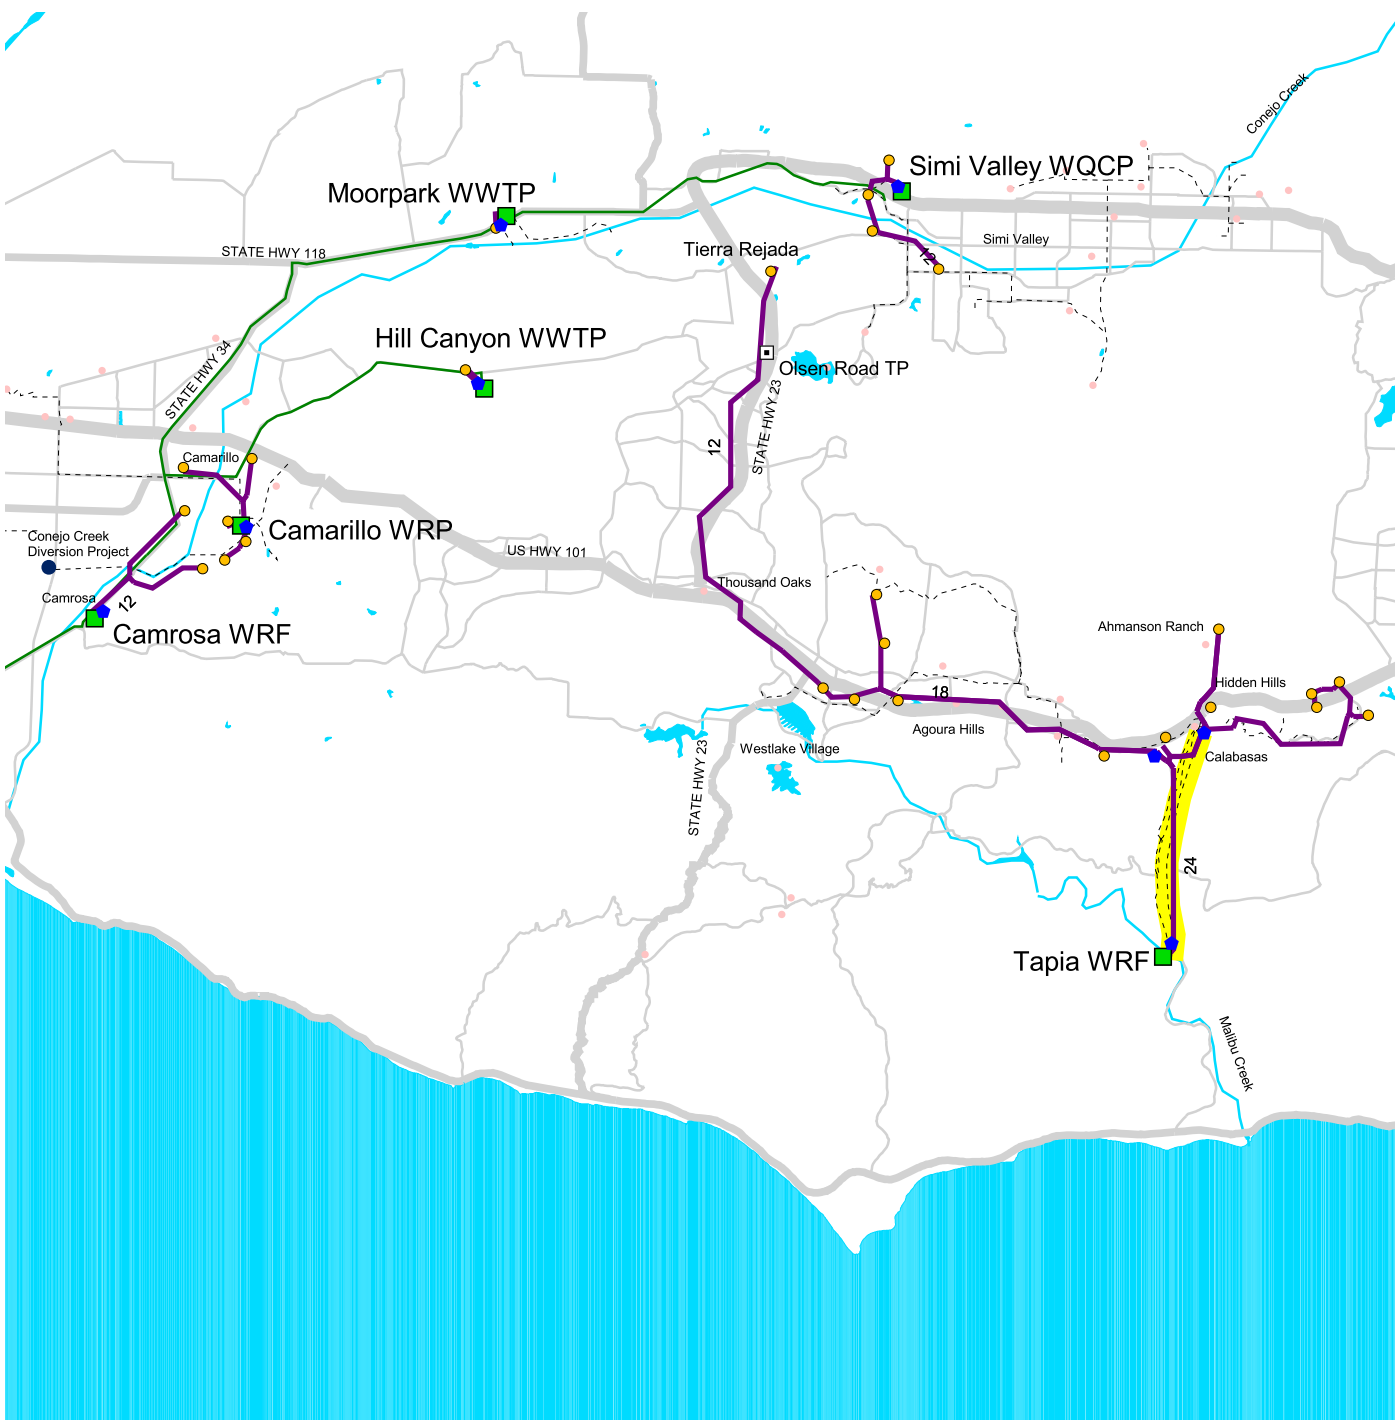 Conejo Creek
Simi Valley WQCP
Moorpark WWTP
STATE HWY 118
Tierra Rejada
Simi Valley
12
Hill Canyon WWTP
STATE HWY 34
Olsen Road TP
STATE HWY 23
12
Camarillo
Camarillo WRP
Conejo Creek
Diversion Project
US HWY 101
Thousand Oaks
Camrosa
12
Camrosa WRF
Ahmanson Ranch
Hidden Hills
18
Agoura Hills
Westlake Village
STATE HWY 23
Calabasas
24
Tapia WRF
Malibu Creek